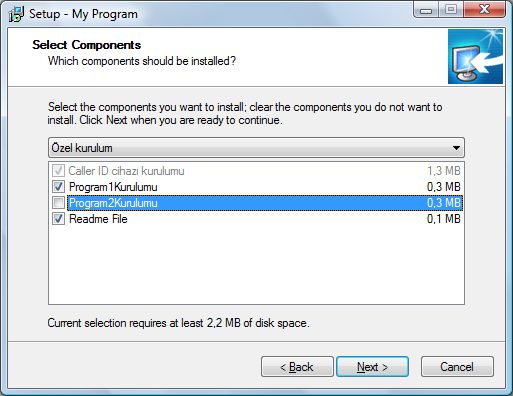 Setup - My Program
Select Components
Which components should be installed?
Select the components you want to install; clear the components you do not want to
install. Click Next when you are ready to continue.
Özel kurulum
Caller ID cihazı kurulumu 1,3 MB
Program1Kurulumu 0,3 MB
Program2Kurulumu 0,3 MB
Readme File 0,1 MB
Current selection requires at least 2,2 MB of disk space.
< Back Next > Cancel